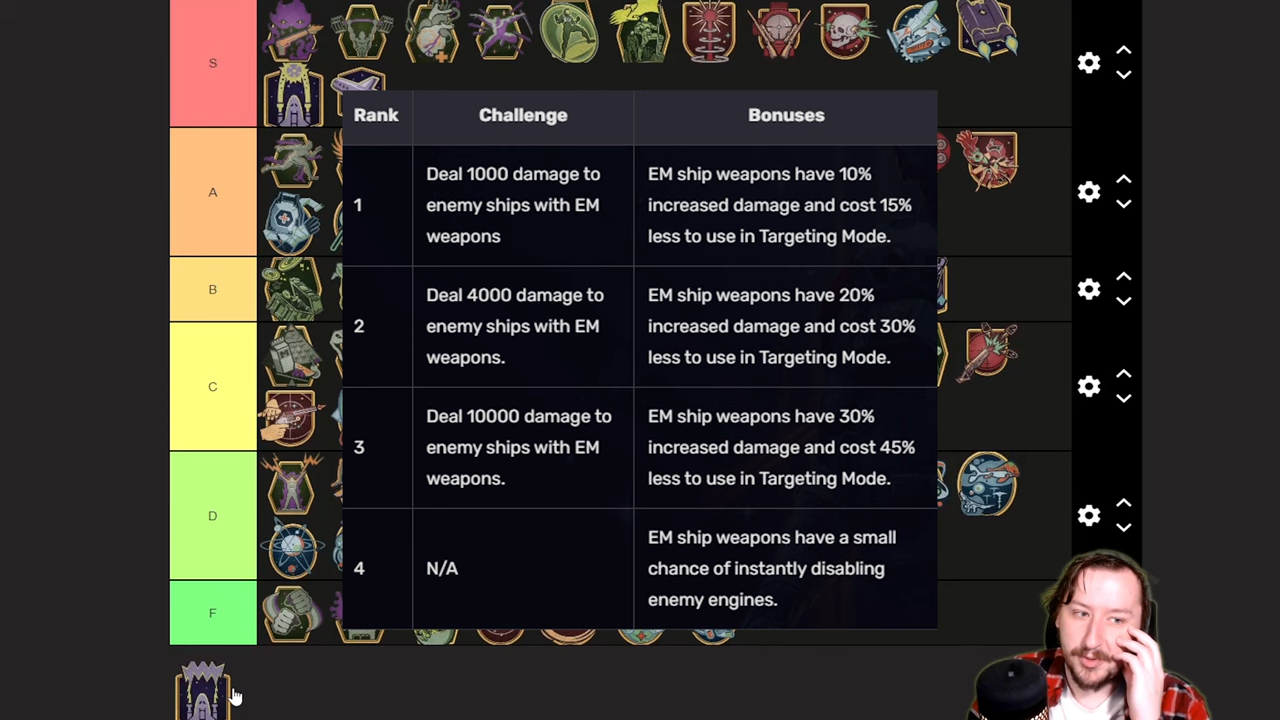 S
Rank Challenge Bonuses
A
Deal 1000 damage to
enemy ships with EM
weapons
1
EM ship weapons have 10%
increased damage and cost 15%
less to use in Targeting Mode.
B
Deal 4000 damage to
enemy ships with EM
weapons.
2
EM ship weapons have 20%
increased damage and cost 30%
less to use in Targeting Mode.
C
Deal 10000 damage to
enemy ships with EM
weapons.
3
EM ship weapons have 30%
increased damage and cost 45%
less to use in Targeting Mode.
D
4
N/A
EM ship weapons have a small
chance of instantly disabling
enemy engines.
F